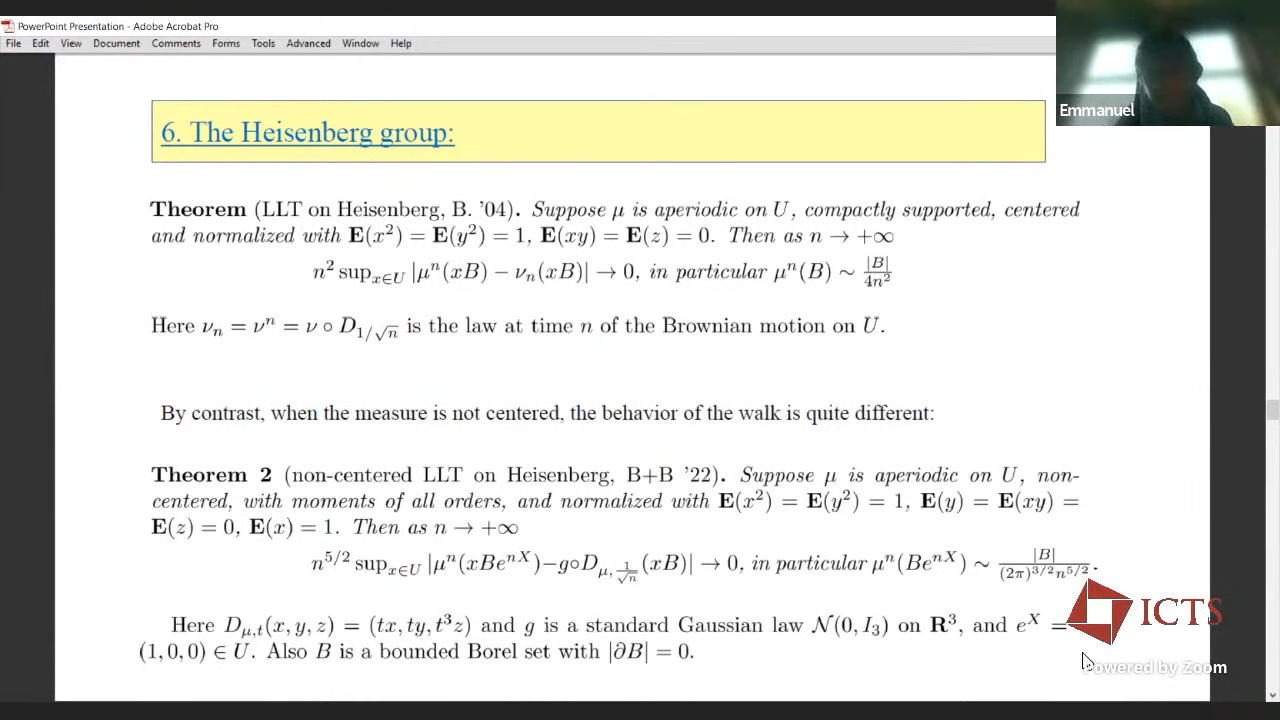 PowerPoint Presentation - Adobe Acrobat Pro
File Edit View Document Comments Forms Tools Advanced Window Help
Emmanuel
6. The Heisenberg group:
Theorem (LLT on Heisenberg, B. '04). Suppose μ is aperiodic on U, compactly supported, centered
and normalized with E(x²) = E(y²) = 1, E(xy) = E(z) = 0. Then as n → +∞
n² sup_{x∈U} |μⁿ(xB) − ν_n(xB)| → 0, in particular μⁿ(B) ∼ |B|/4n²
Here ν_n = νⁿ = ν ∘ D_{1/√n} is the law at time n of the Brownian motion on U.
By contrast, when the measure is not centered, the behavior of the walk is quite different:
Theorem 2 (non-centered LLT on Heisenberg, B+B '22). Suppose μ is aperiodic on U, non-
centered, with moments of all orders, and normalized with E(x²) = E(y²) = 1, E(y) = E(xy) =
E(z) = 0, E(x) = 1. Then as n → +∞
n^{5/2} sup_{x∈U} |μⁿ(xBe^{nX})−g∘D_{μ,1/√n}(xB)| → 0, in particular μⁿ(Be^{nX}) ∼ |B|/(2π)^{3/2}n^{5/2}.
Here D_{μ,t}(x, y, z) = (tx, ty, t³z) and g is a standard Gaussian law 𝒩(0, I₃) on R³, and e^X =
(1, 0, 0) ∈ U. Also B is a bounded Borel set with |∂B| = 0.
ICTS
Powered by Zoom